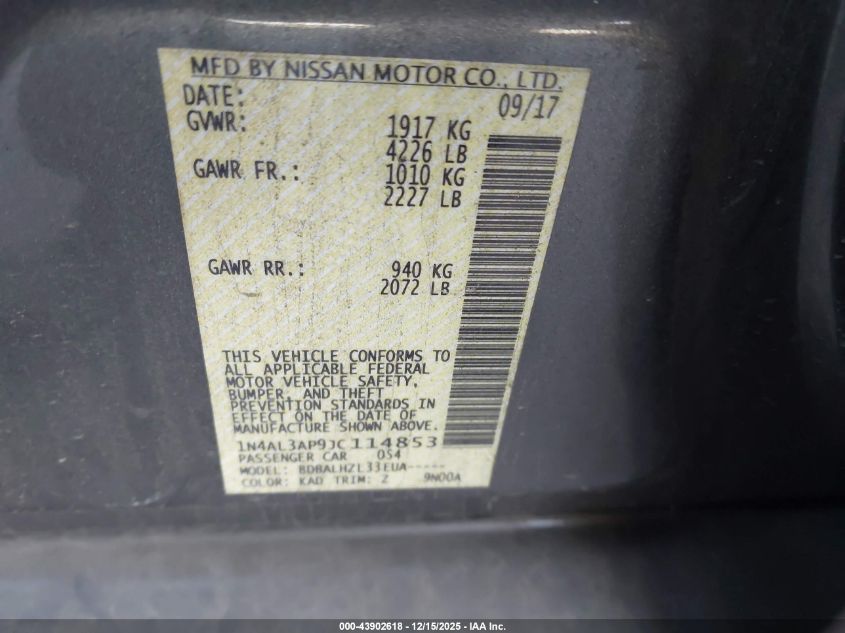 MFD BY NISSAN MOTOR CO., LTD.
DATE: 09/17
GVWR: 1917 KG
4226 LB
GAWR FR.: 1010 KG
2227 LB
GAWR RR.: 940 KG
2072 LB
THIS VEHICLE CONFORMS TO
ALL APPLICABLE FEDERAL
MOTOR VEHICLE SAFETY,
BUMPER, AND THEFT
PREVENTION STANDARDS IN
EFFECT ON THE DATE OF
MANUFACTURE SHOWN ABOVE.
1N4AL3AP9JC114853
PASSENGER CAR 054
MODEL: BDBALHZL33EUA-----
COLOR: KAD TRIM: Z 9N00A
000-43902618 - 12/15/2025 - IAA Inc.